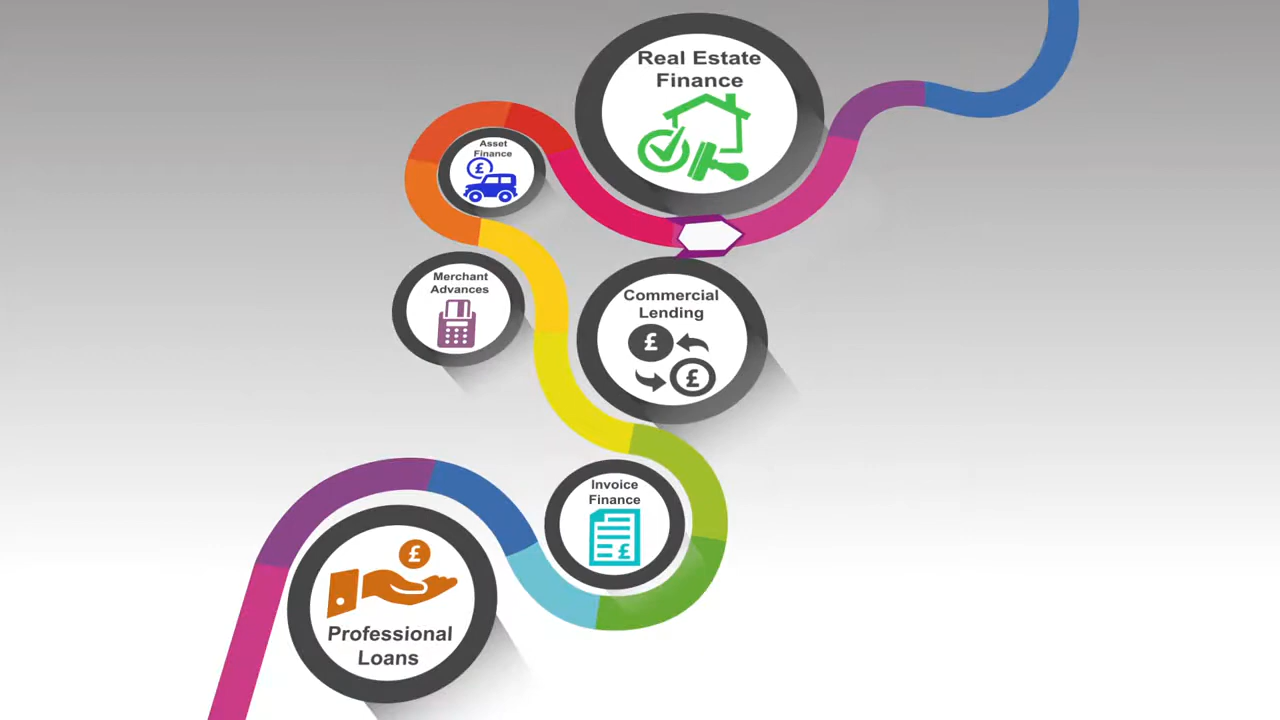 Real Estate
Finance
Asset
Finance
£
Merchant
Advances
Commercial
Lending
£
£
Invoice
Finance
£
£
Professional
Loans